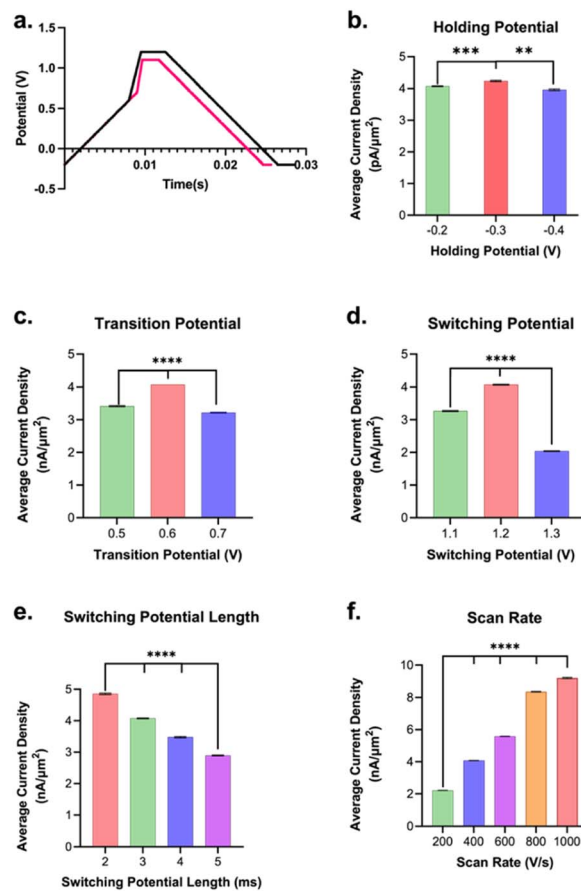 a.
Potential (V)
1.5
1.0
0.5
0.0
-0.5
0.01
0.02
0.03
Time(s)
b.
Holding Potential
*** **
Average Current Density
(pA/µm²)
5
4
3
2
1
0
-0.2 -0.3 -0.4
Holding Potential (V)
c.
Transition Potential
****
Average Current Density
(nA/µm²)
5
4
3
2
1
0
0.5 0.6 0.7
Transition Potential (V)
d.
Switching Potential
****
Average Current Density
(nA/µm²)
5
4
3
2
1
0
1.1 1.2 1.3
Switching Potential (V)
e.
Switching Potential Length
****
Average Current Density
(nA/µm²)
5
4
3
2
1
0
2 3 4 5
Switching Potential Length (ms)
f.
Scan Rate
****
Average Current Density
(nA/µm²)
10
8
6
4
2
0
200 400 600 800 1000
Scan Rate (V/s)